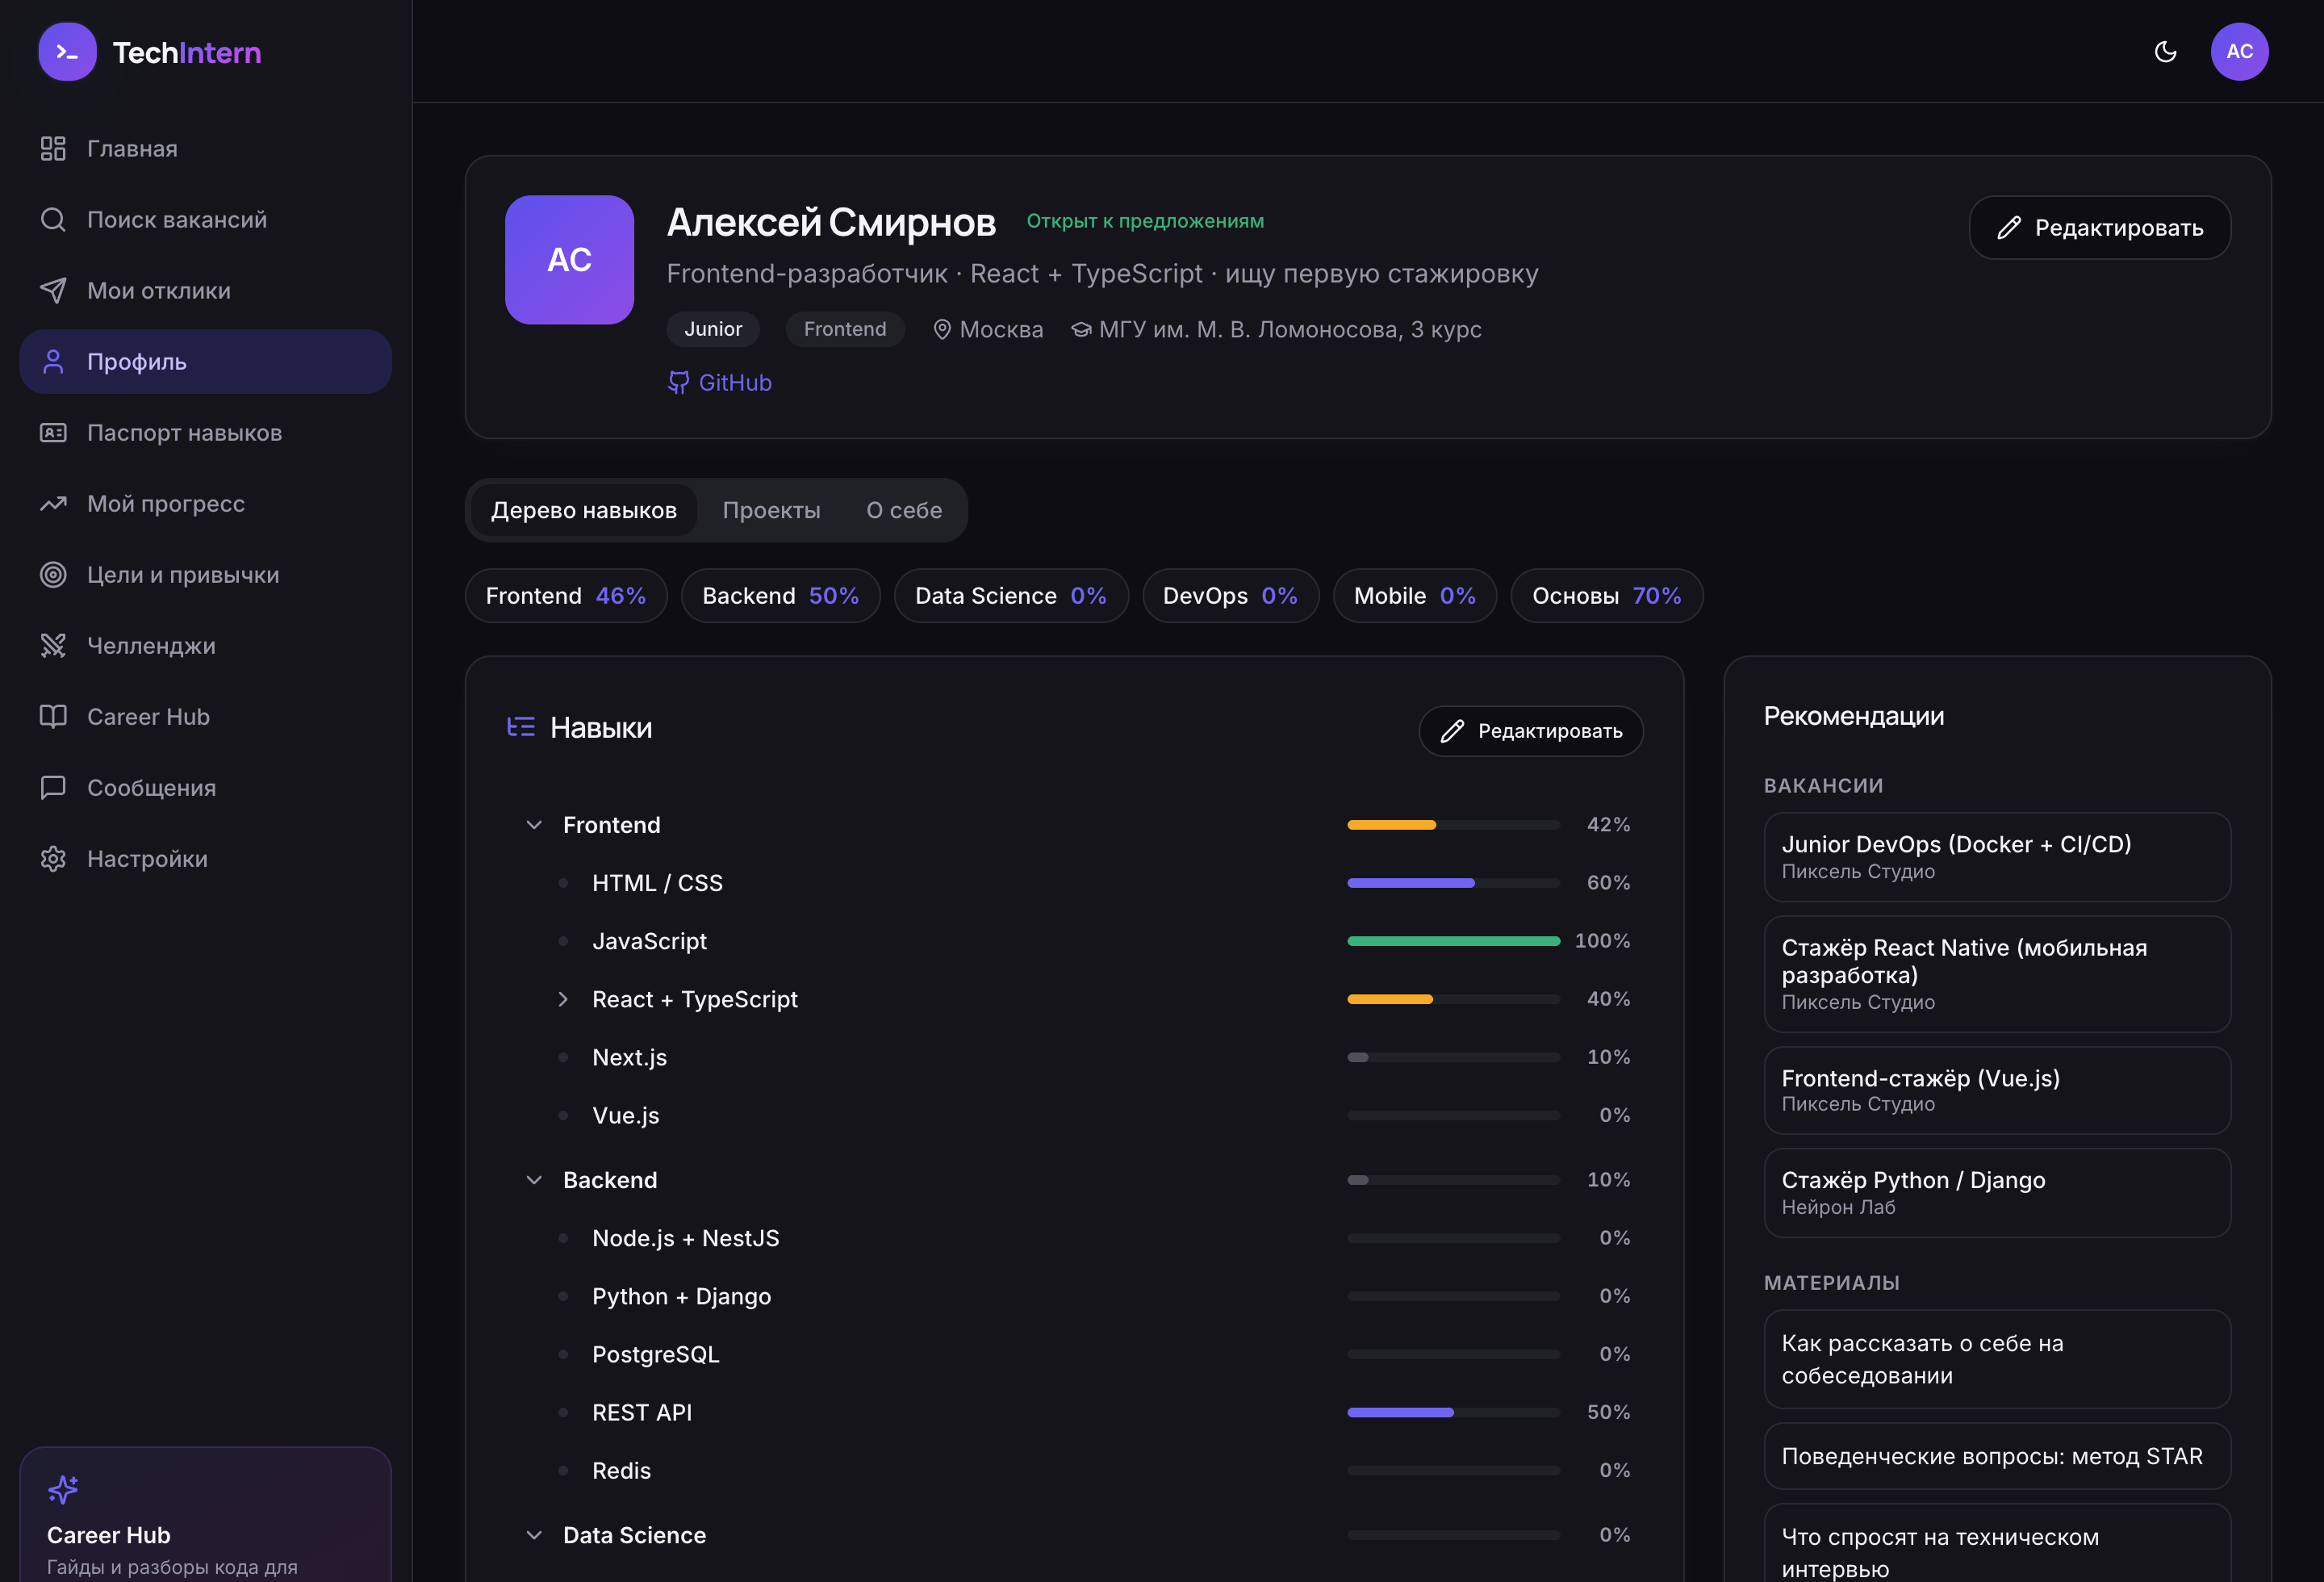 TechIntern
AC
Главная
Поиск вакансий
Мои отклики
Профиль
Паспорт навыков
Мой прогресс
Цели и привычки
Челленджи
Career Hub
Сообщения
Настройки
Career Hub
Гайды и разборы кода для
АС
Алексей Смирнов Открыт к предложениям
Редактировать
Frontend-разработчик · React + TypeScript · ищу первую стажировку
Junior Frontend Москва МГУ им. М. В. Ломоносова, 3 курс
GitHub
Дерево навыков Проекты О себе
Frontend 46% Backend 50% Data Science 0% DevOps 0% Mobile 0% Основы 70%
Навыки Редактировать
Frontend 42%
HTML / CSS 60%
JavaScript 100%
React + TypeScript 40%
Next.js 10%
Vue.js 0%
Backend 10%
Node.js + NestJS 0%
Python + Django 0%
PostgreSQL 0%
REST API 50%
Redis 0%
Data Science 0%
Рекомендации
ВАКАНСИИ
Junior DevOps (Docker + CI/CD)
Пиксель Студио
Стажёр React Native (мобильная
разработка)
Пиксель Студио
Frontend-стажёр (Vue.js)
Пиксель Студио
Стажёр Python / Django
Нейрон Лаб
МАТЕРИАЛЫ
Как рассказать о себе на
собеседовании
Поведенческие вопросы: метод STAR
Что спросят на техническом
интервью